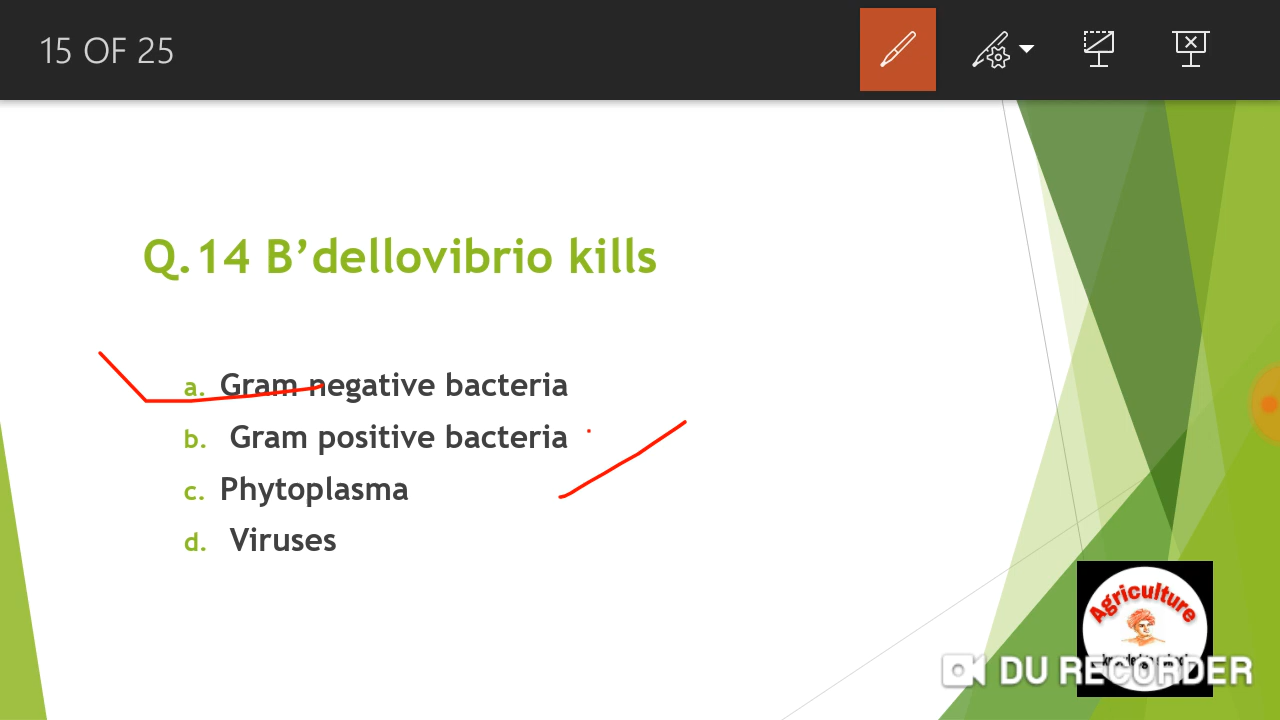 15 OF 25
Q.14 B’dellovibrio kills
a. Gram negative bacteria
b. Gram positive bacteria
c. Phytoplasma
d. Viruses
Agriculture
DU RECORDER